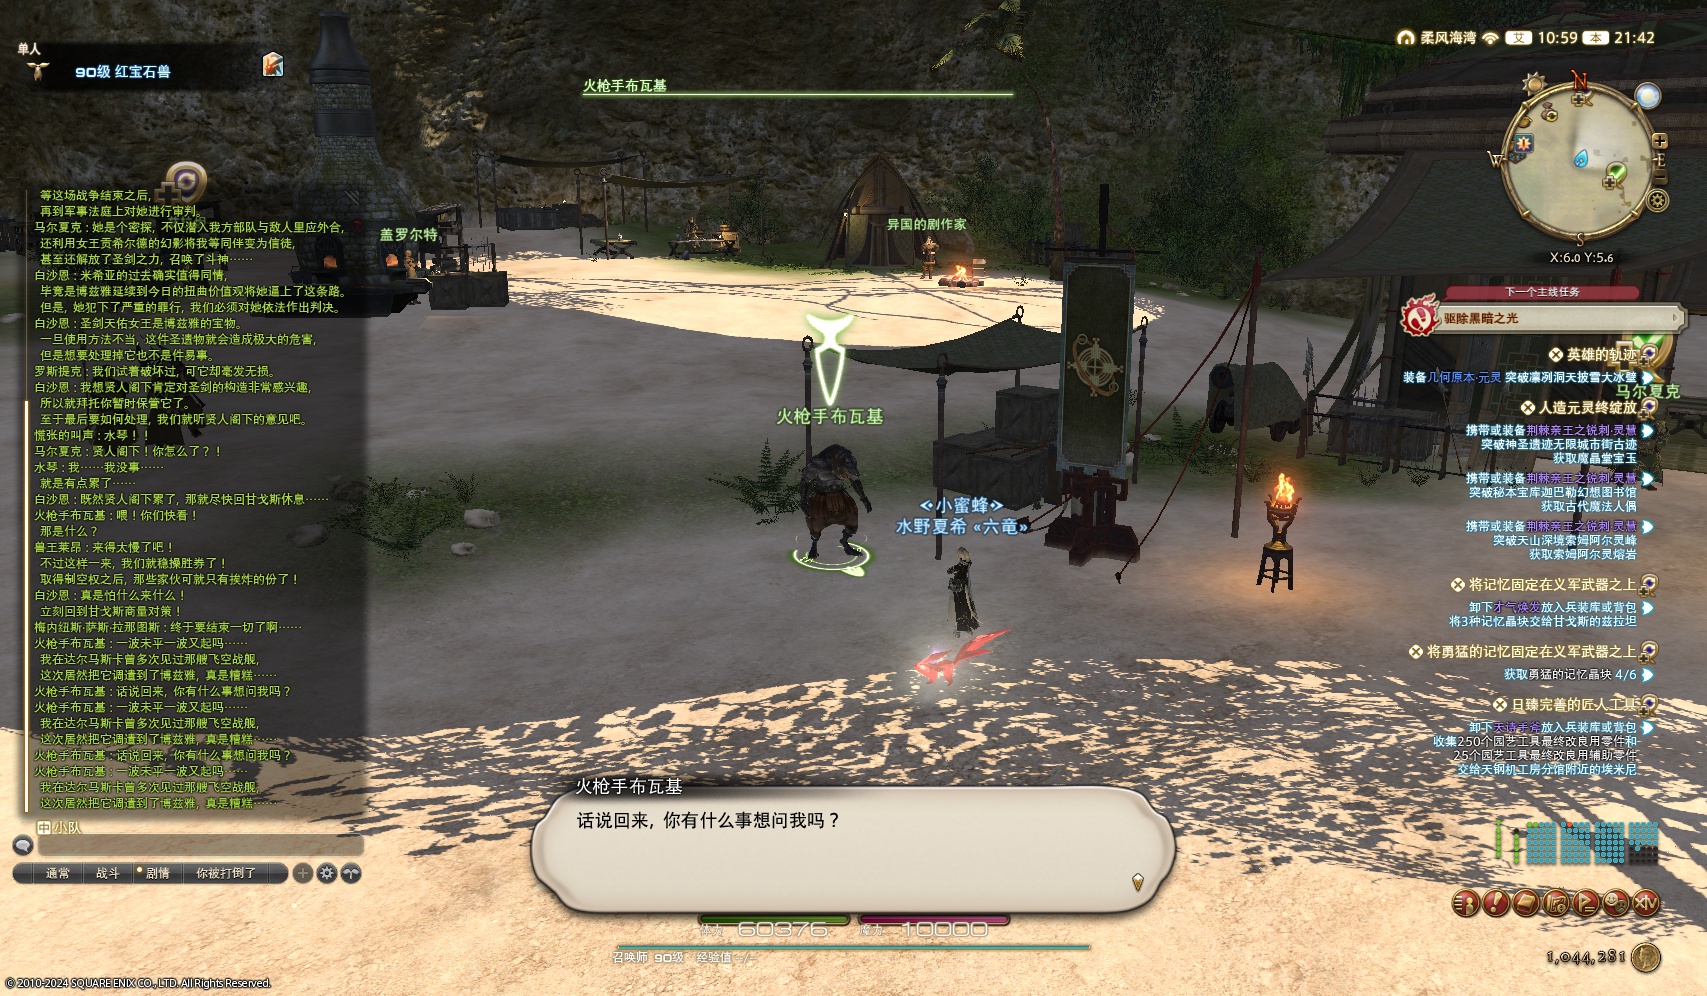 单人
90级 红宝石兽
火枪手布瓦基
柔风海湾 艾 10:59 本 21:42
N
W
E
S
X:6.0 Y:5.6
下一个主线任务
驱除黑暗之光
英雄的轨迹
装备几何原本·元灵 突破凛冽洞天披雪大冰壁
马尔夏克
人造元灵终绽放
携带或装备荆棘亲王之锐刺·灵慧
突破神圣遗迹无限城市街古迹
获取魔晶堂宝玉
携带或装备荆棘亲王之锐刺·灵慧
突破秘本宝库迦巴勒幻想图书馆
获取古代魔法人偶
携带或装备荆棘亲王之锐刺·灵慧
突破天山深境索姆阿尔灵峰
获取索姆阿尔熔岩
将记忆固定在义军武器之上
卸下才气焕发放入兵装库或背包
将3种记忆晶块交给甘戈斯的兹拉坦
将勇猛的记忆固定在义军武器之上
获取勇猛的记忆晶块 4/6
日臻完善的匠人工具
卸下天诗手斧放入兵装库或背包
收集250个园艺工具最终改良用零件和
25个园艺工具最终改良用辅助零件
交给天钢机工房分馆附近的埃米尼
盖罗尔特
异国的剧作家
火枪手布瓦基
«小蜜蜂»
水野夏希 «六竜»
等这场战争结束之后，
再到军事法庭上对她进行审判。
马尔夏克：她是个密探，不仅潜入我方部队与敌人里应外合，
还利用女王贡希尔德的幻影将我等同伴变为信徒，
甚至还解放了圣剑之力，召唤了斗神……
白沙恩：米希亚的过去确实值得同情，
毕竟是博兹雅延续到今日的扭曲价值观将她逼上了这条路。
但是，她犯下了严重的罪行，我们必须对她依法作出判决。
白沙恩：圣剑天佑女王是博兹雅的宝物。
一旦使用方法不当，这件圣遗物就会造成极大的危害，
但是想要处理掉它也不是件易事。
罗斯提克：我们试着破坏过，可它却毫发无损。
白沙恩：我想贤人阁下肯定对圣剑的构造非常感兴趣，
所以就拜托你暂时保管它了。
至于最后要如何处理，我们就听贤人阁下的意见吧。
慌张的叫声：水琴！！
马尔夏克：贤人阁下！你怎么了？！
水琴：我……我没事……
就是有点累了……
白沙恩：既然贤人阁下累了，那就尽快回甘戈斯休息……
火枪手布瓦基：喂！你们快看！
那是什么？
兽王莱昂：来得太慢了吧！
不过这样一来，我们就稳操胜券了！
取得制空权之后，那些家伙可就只有挨炸的份了！
白沙恩：真是怕什么来什么！
立刻回到甘戈斯商量对策！
梅内纽斯·萨斯·拉那图斯：终于要结束一切了啊……
火枪手布瓦基：一波未平一波又起吗……
我在达尔马斯卡曾多次见过那艘飞空战舰，
这次居然把它调遣到了博兹雅，真是糟糕……
火枪手布瓦基：话说回来，你有什么事想问我吗？
火枪手布瓦基：一波未平一波又起吗……
我在达尔马斯卡曾多次见过那艘飞空战舰，
这次居然把它调遣到了博兹雅，真是糟糕……
火枪手布瓦基：话说回来，你有什么事想问我吗？
火枪手布瓦基：一波未平一波又起吗……
我在达尔马斯卡曾多次见过那艘飞空战舰，
这次居然把它调遣到了博兹雅，真是糟糕……
小队
通常 战斗 剧情 你被打倒了
火枪手布瓦基
话说回来，你有什么事想问我吗？
体力 60376 魔力 10000
召唤师 90级 经验值 -/-
XIV
1,044,281
© 2010-2024 SQUARE ENIX CO., LTD. All Rights Reserved.